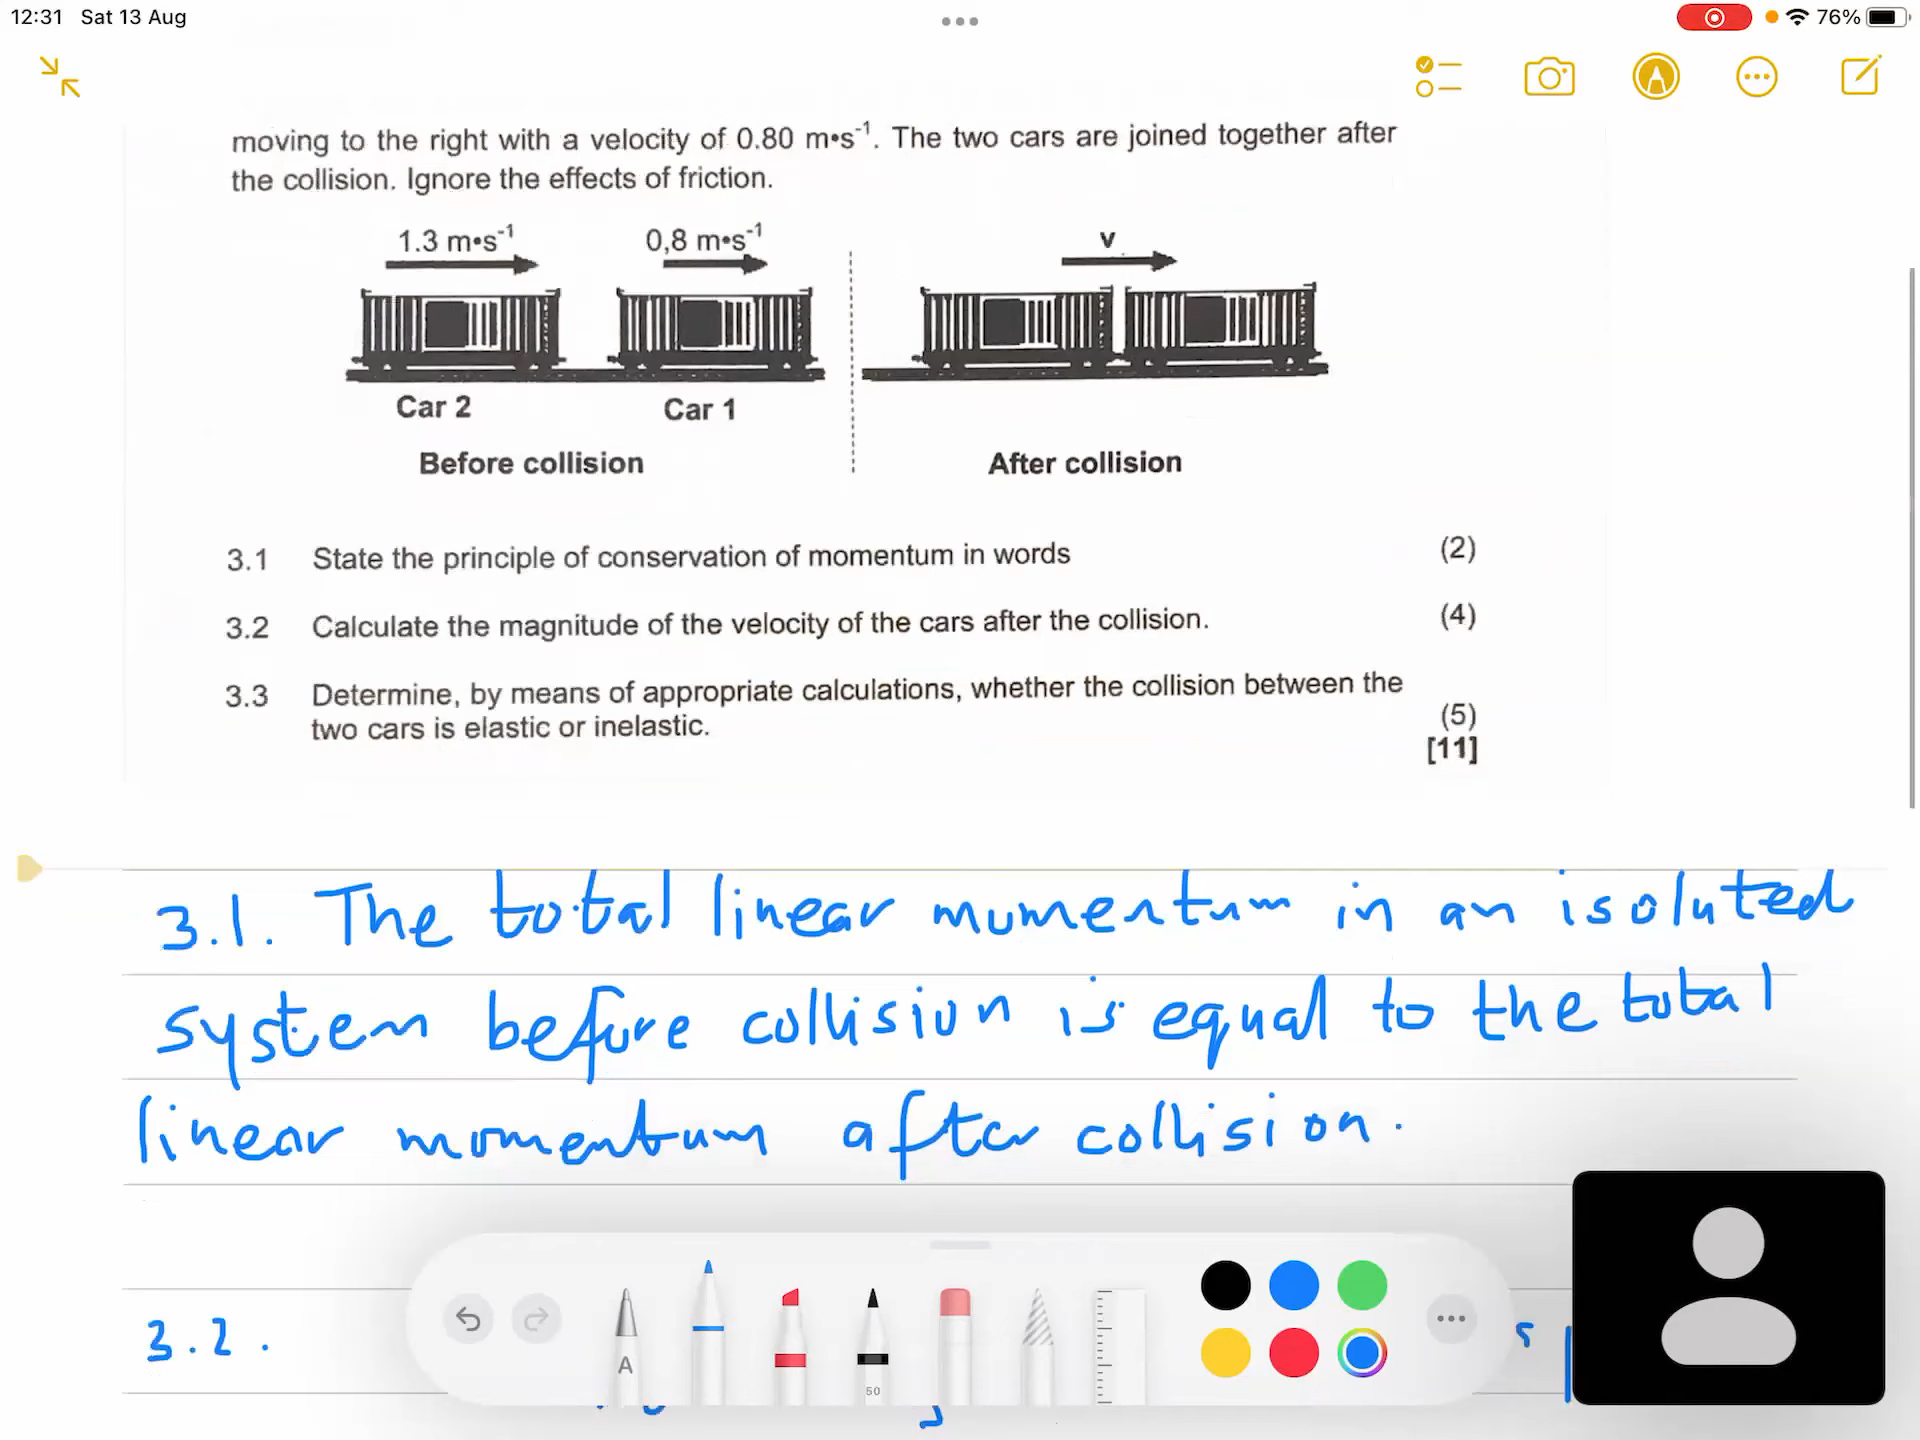 12:31 Sat 13 Aug
76%
moving to the right with a velocity of 0.80 m•s⁻¹. The two cars are joined together after
the collision. Ignore the effects of friction.
1.3 m•s⁻¹
0,8 m•s⁻¹
v
Car 2
Car 1
Before collision
After collision
3.1 State the principle of conservation of momentum in words (2)
3.2 Calculate the magnitude of the velocity of the cars after the collision. (4)
3.3 Determine, by means of appropriate calculations, whether the collision between the
two cars is elastic or inelastic. (5)
[11]
3.1. The total linear mumentum in an isoluted
system before collision is equal to the total
linear momentum after collision.
3.2.
A
50